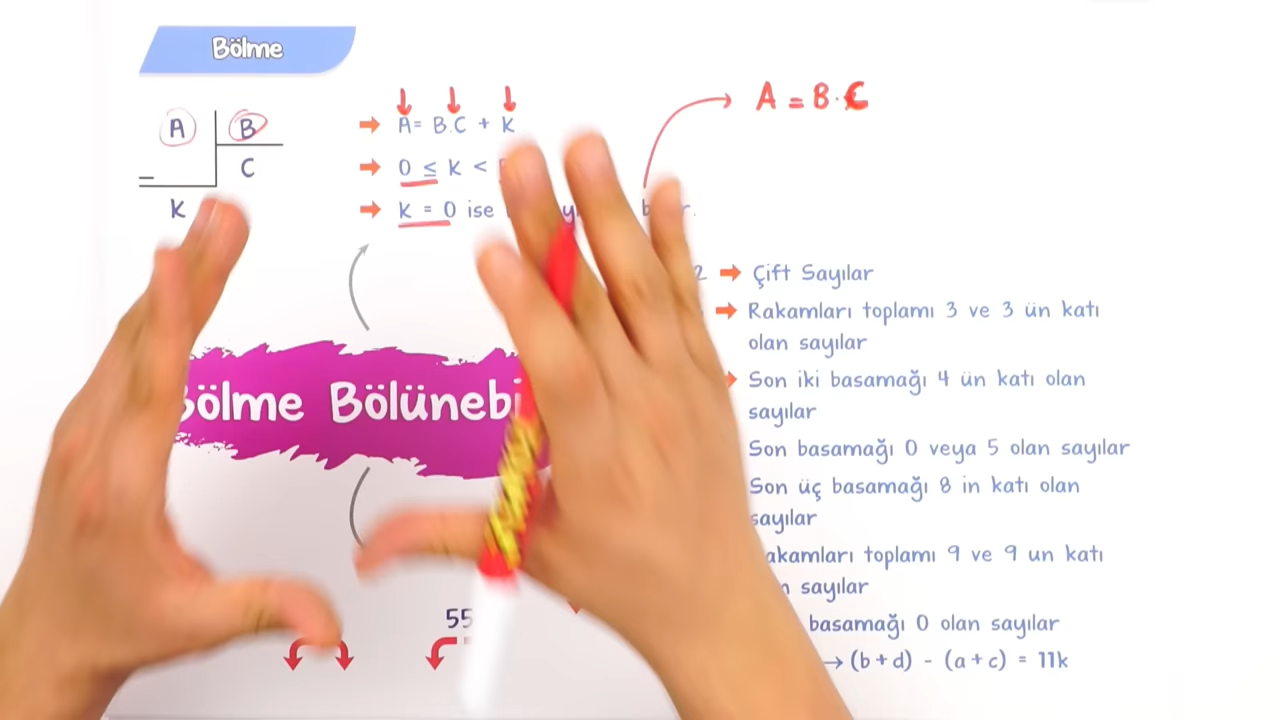 Bölme
A B
C
K
A = B.C + K
0 ≤ K <
K = 0 ise
A = B.C
2 Çift Sayılar
Rakamları toplamı 3 ve 3 ün katı
olan sayılar
Son iki basamağı 4 ün katı olan
sayılar
Bölme Bölünebi
Son basamağı 0 veya 5 olan sayılar
Son üç basamağı 8 in katı olan
sayılar
akamları toplamı 9 ve 9 un katı
sayılar
basamağı 0 olan sayılar
→ (b+d) - (a+c) = 11k
55